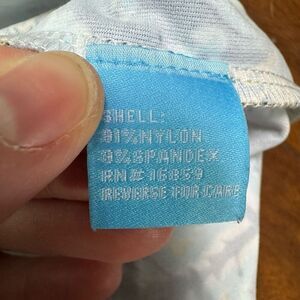 SHELL:
91%NYLON
9%SPANDEX
RN# 16859
REVERSE FOR CARE